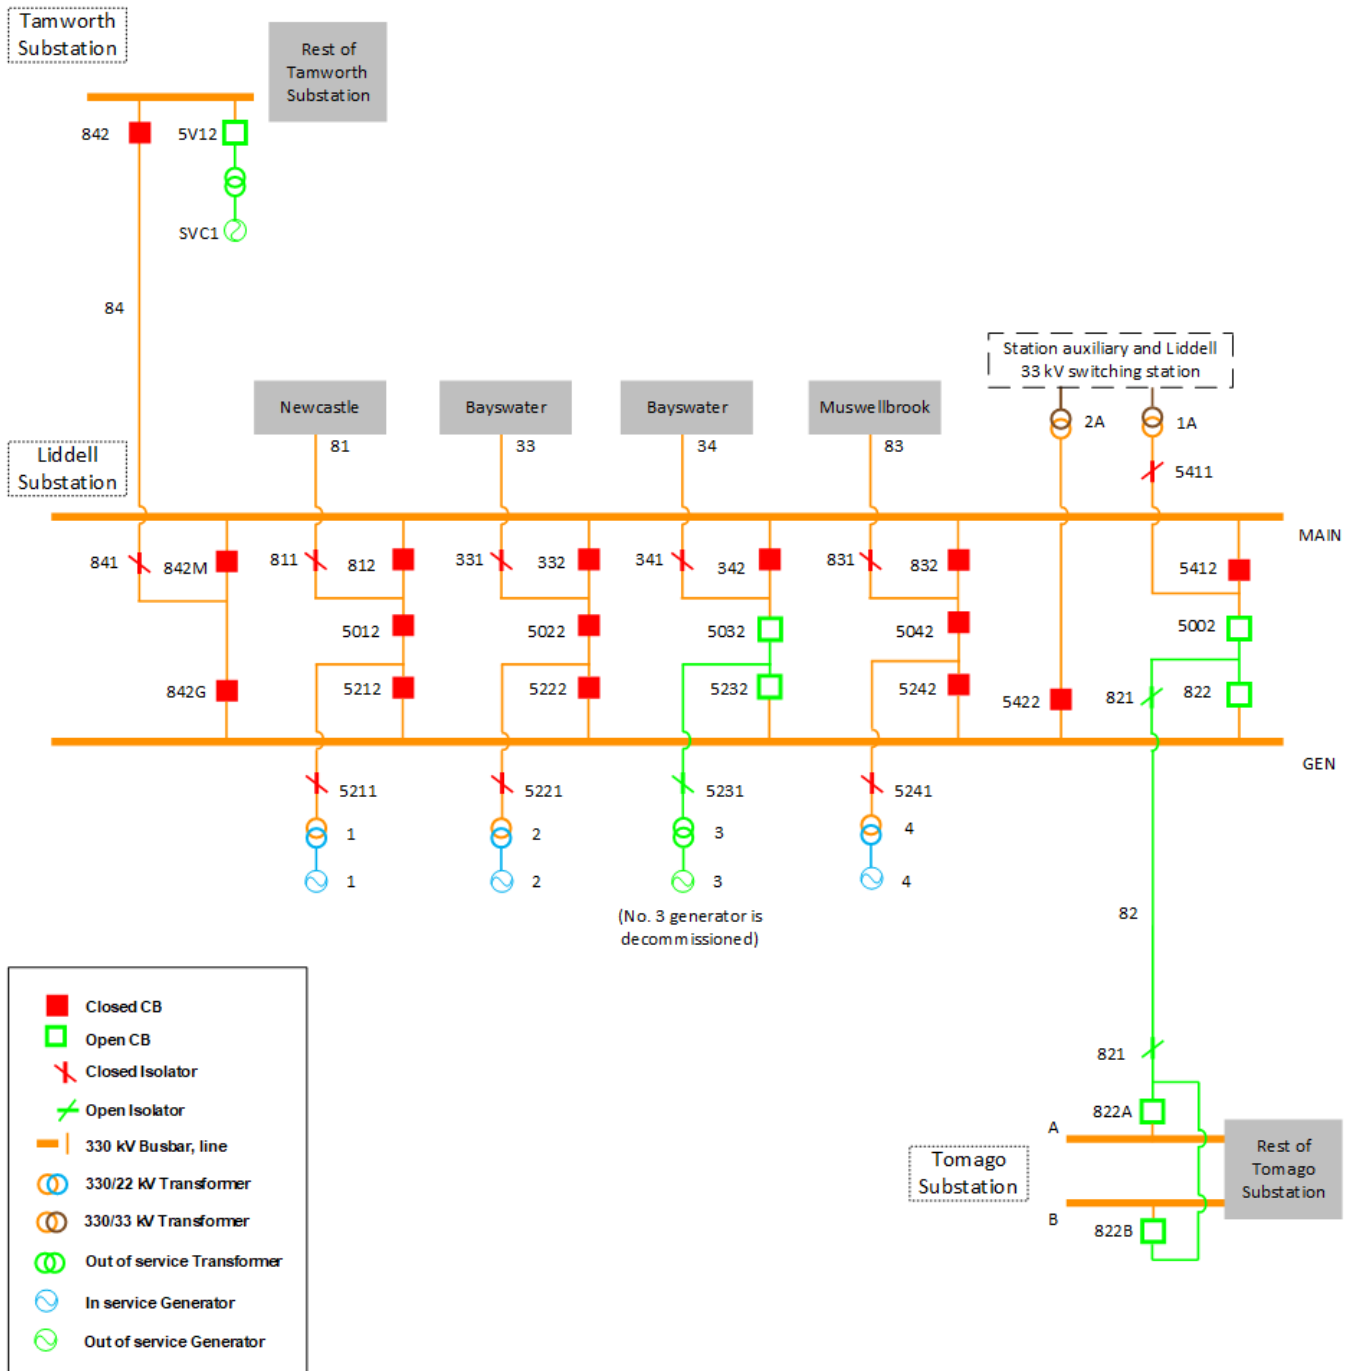 Tamworth
Substation
Rest of
Tamworth
Substation
842
5V12
SVC1
84
Station auxiliary and Liddell
33 kV switching station
Newcastle
Bayswater
Bayswater
Muswellbrook
2A
1A
81
33
34
83
Liddell
Substation
5411
MAIN
841
842M
811
812
331
332
341
342
831
832
5412
5012
5022
5032
5042
5002
842G
5212
5222
5232
5242
5422
821
822
GEN
5211
5221
5231
5241
1
2
3
4
1
2
3
4
(No. 3 generator is
decommissioned)
82
821
822A
A
Tomago
Substation
Rest of
Tomago
Substation
B
822B
Closed CB
Open CB
Closed Isolator
Open Isolator
330 kV Busbar, line
330/22 kV Transformer
330/33 kV Transformer
Out of service Transformer
In service Generator
Out of service Generator